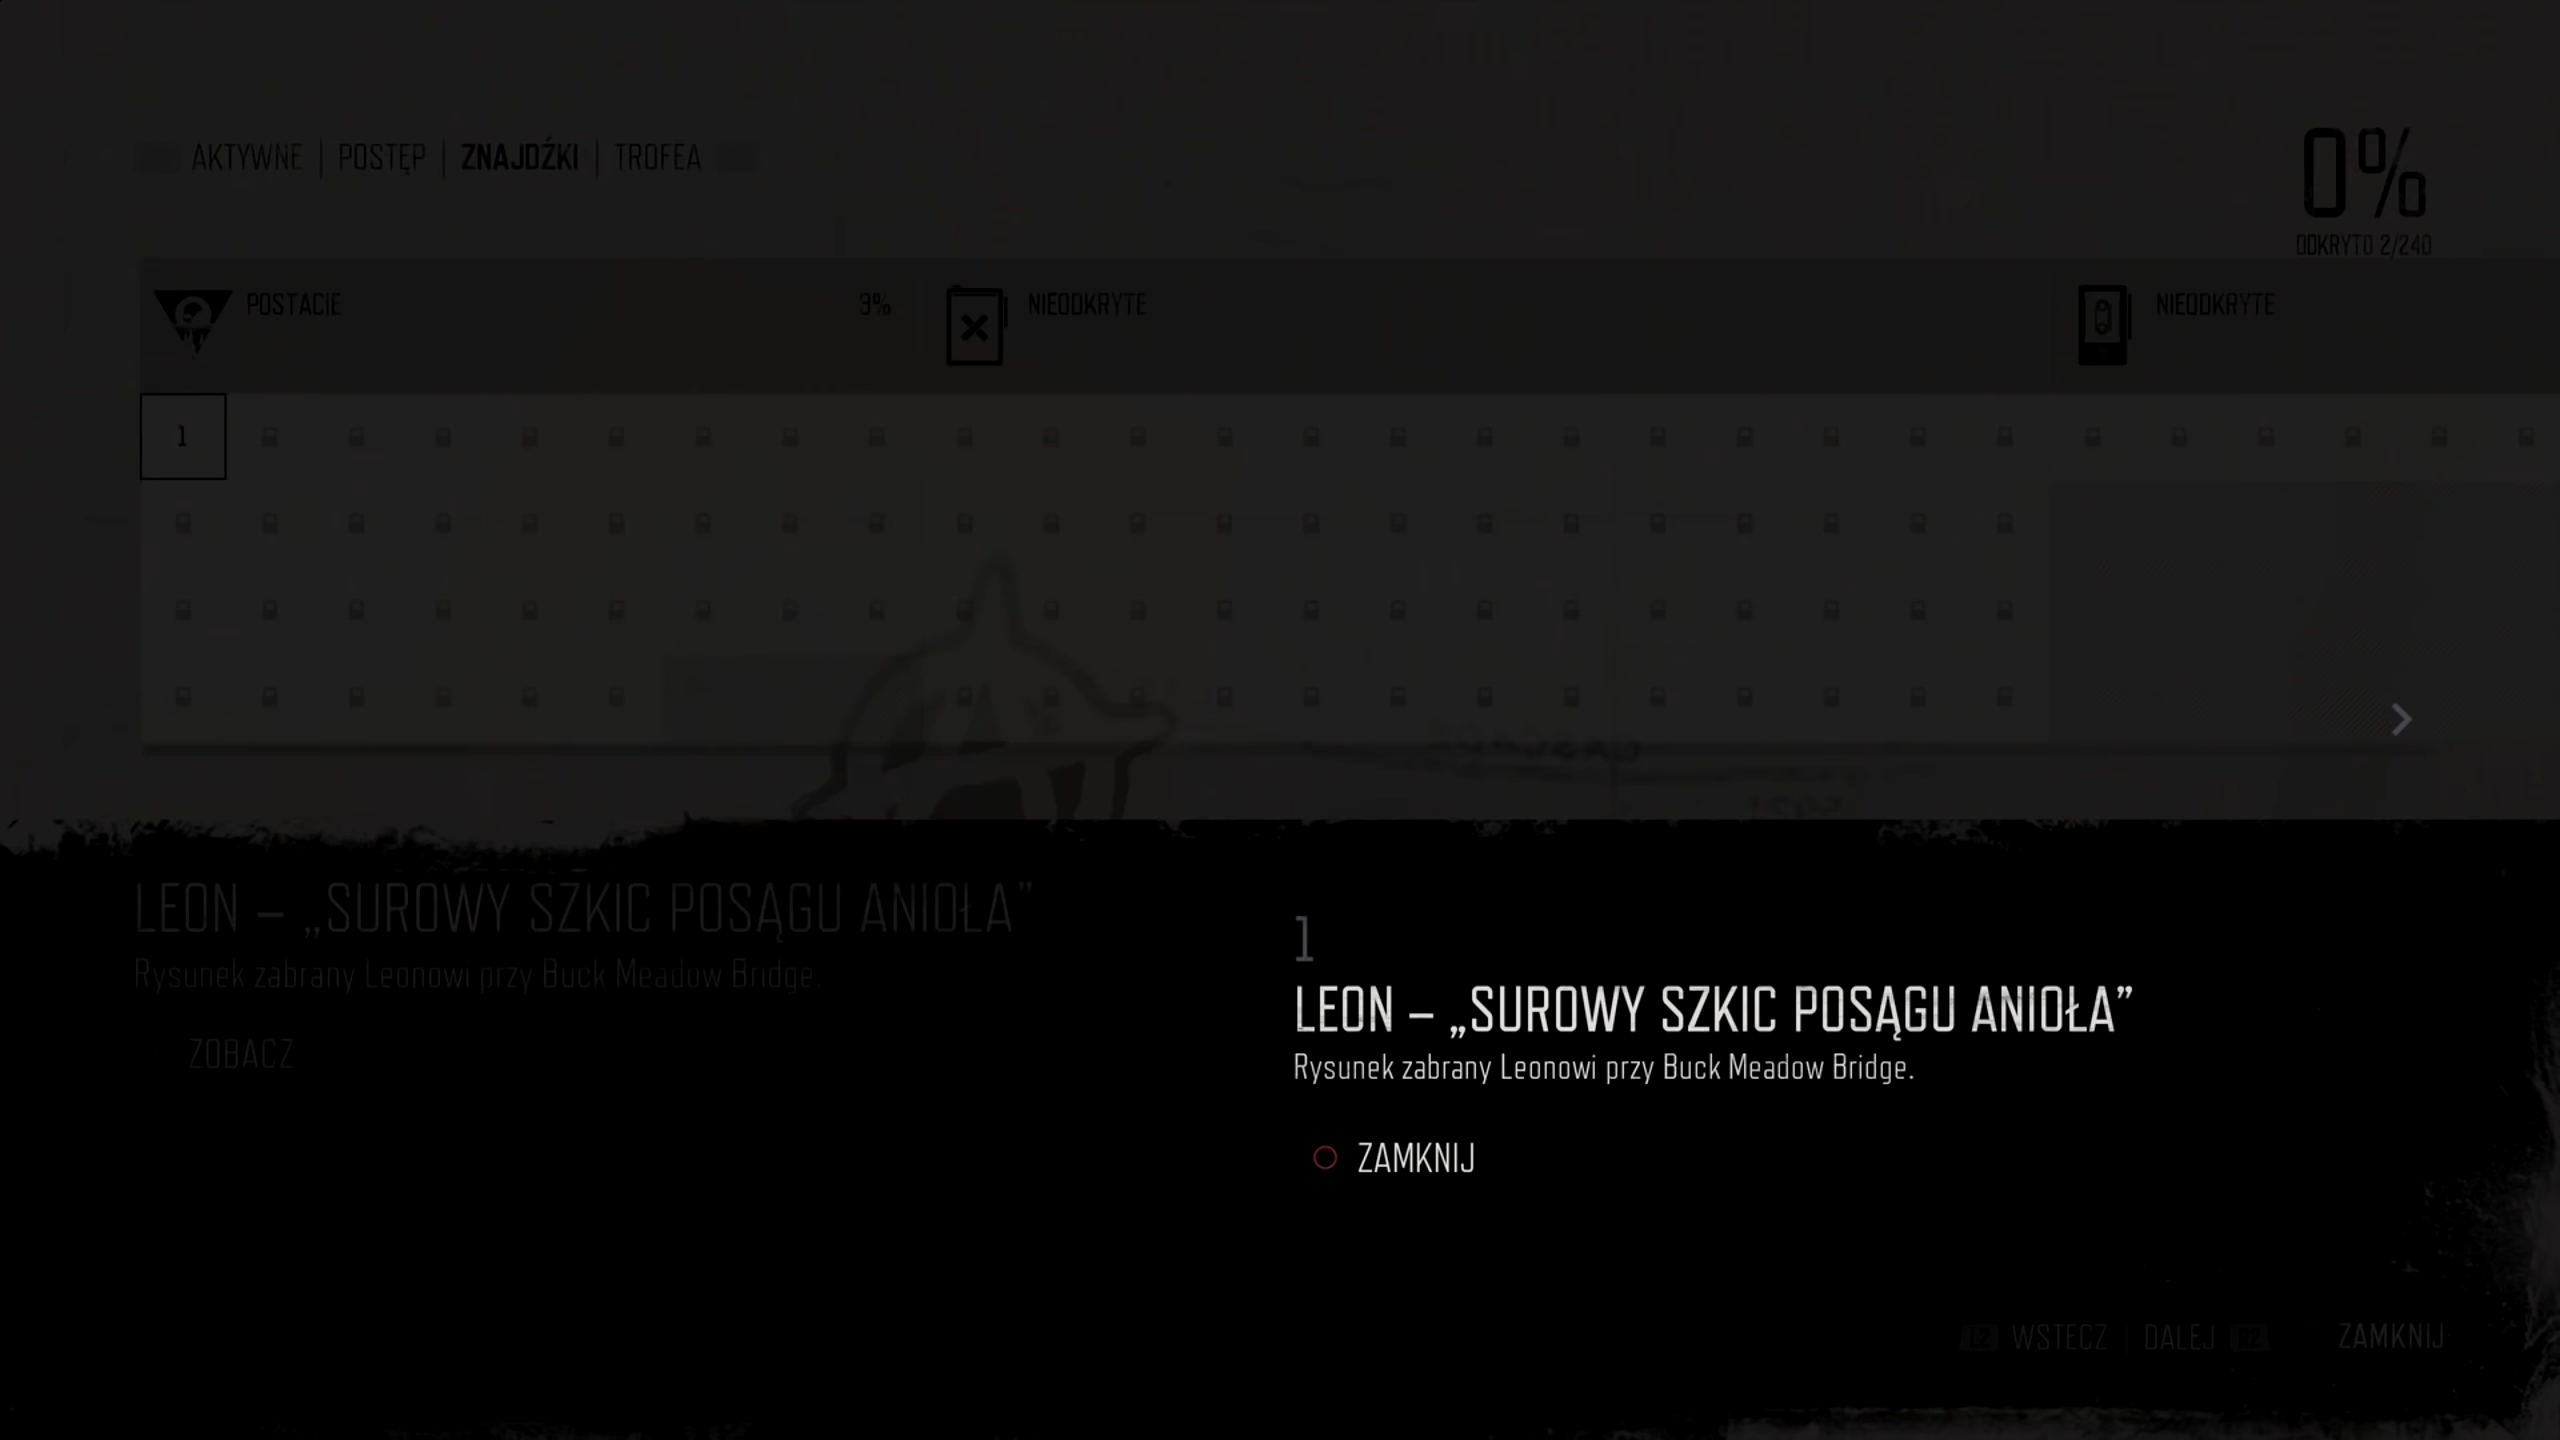 AKTYWNE | POSTĘP | ZNAJDŹKI | TROFEA
0%
ODKRYTO 2/240
POSTACIE 3% NIEODKRYTE NIEODKRYTE
1
LEON – „SUROWY SZKIC POSĄGU ANIOŁA”
Rysunek zabrany Leonowi przy Buck Meadow Bridge.
ZOBACZ
1
LEON – „SUROWY SZKIC POSĄGU ANIOŁA”
Rysunek zabrany Leonowi przy Buck Meadow Bridge.
ZAMKNIJ
L2 WSTECZ | DALEJ R2 ZAMKNIJ